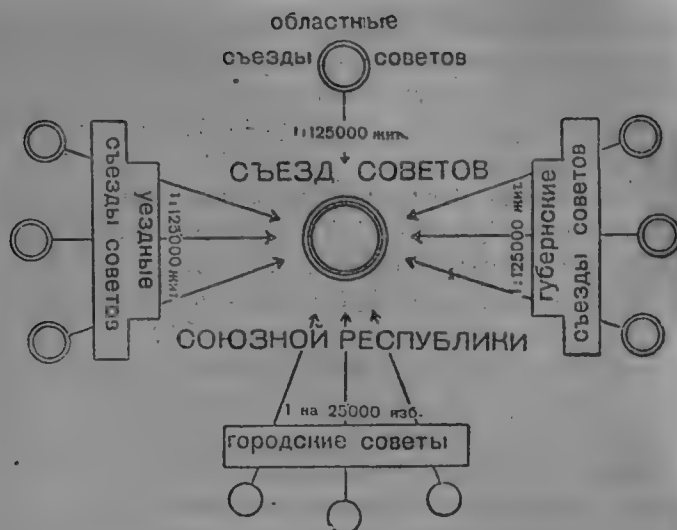 областные
съезды советов
1:125000 жит.
СЪЕЗД СОВЕТОВ
съезды советов
уездные
1:125000 жит.
1:125000 жит.
губернские
съезды советов
СОЮЗНОЙ РЕСПУБЛИКИ
1 на 25000 изб.
городские советы